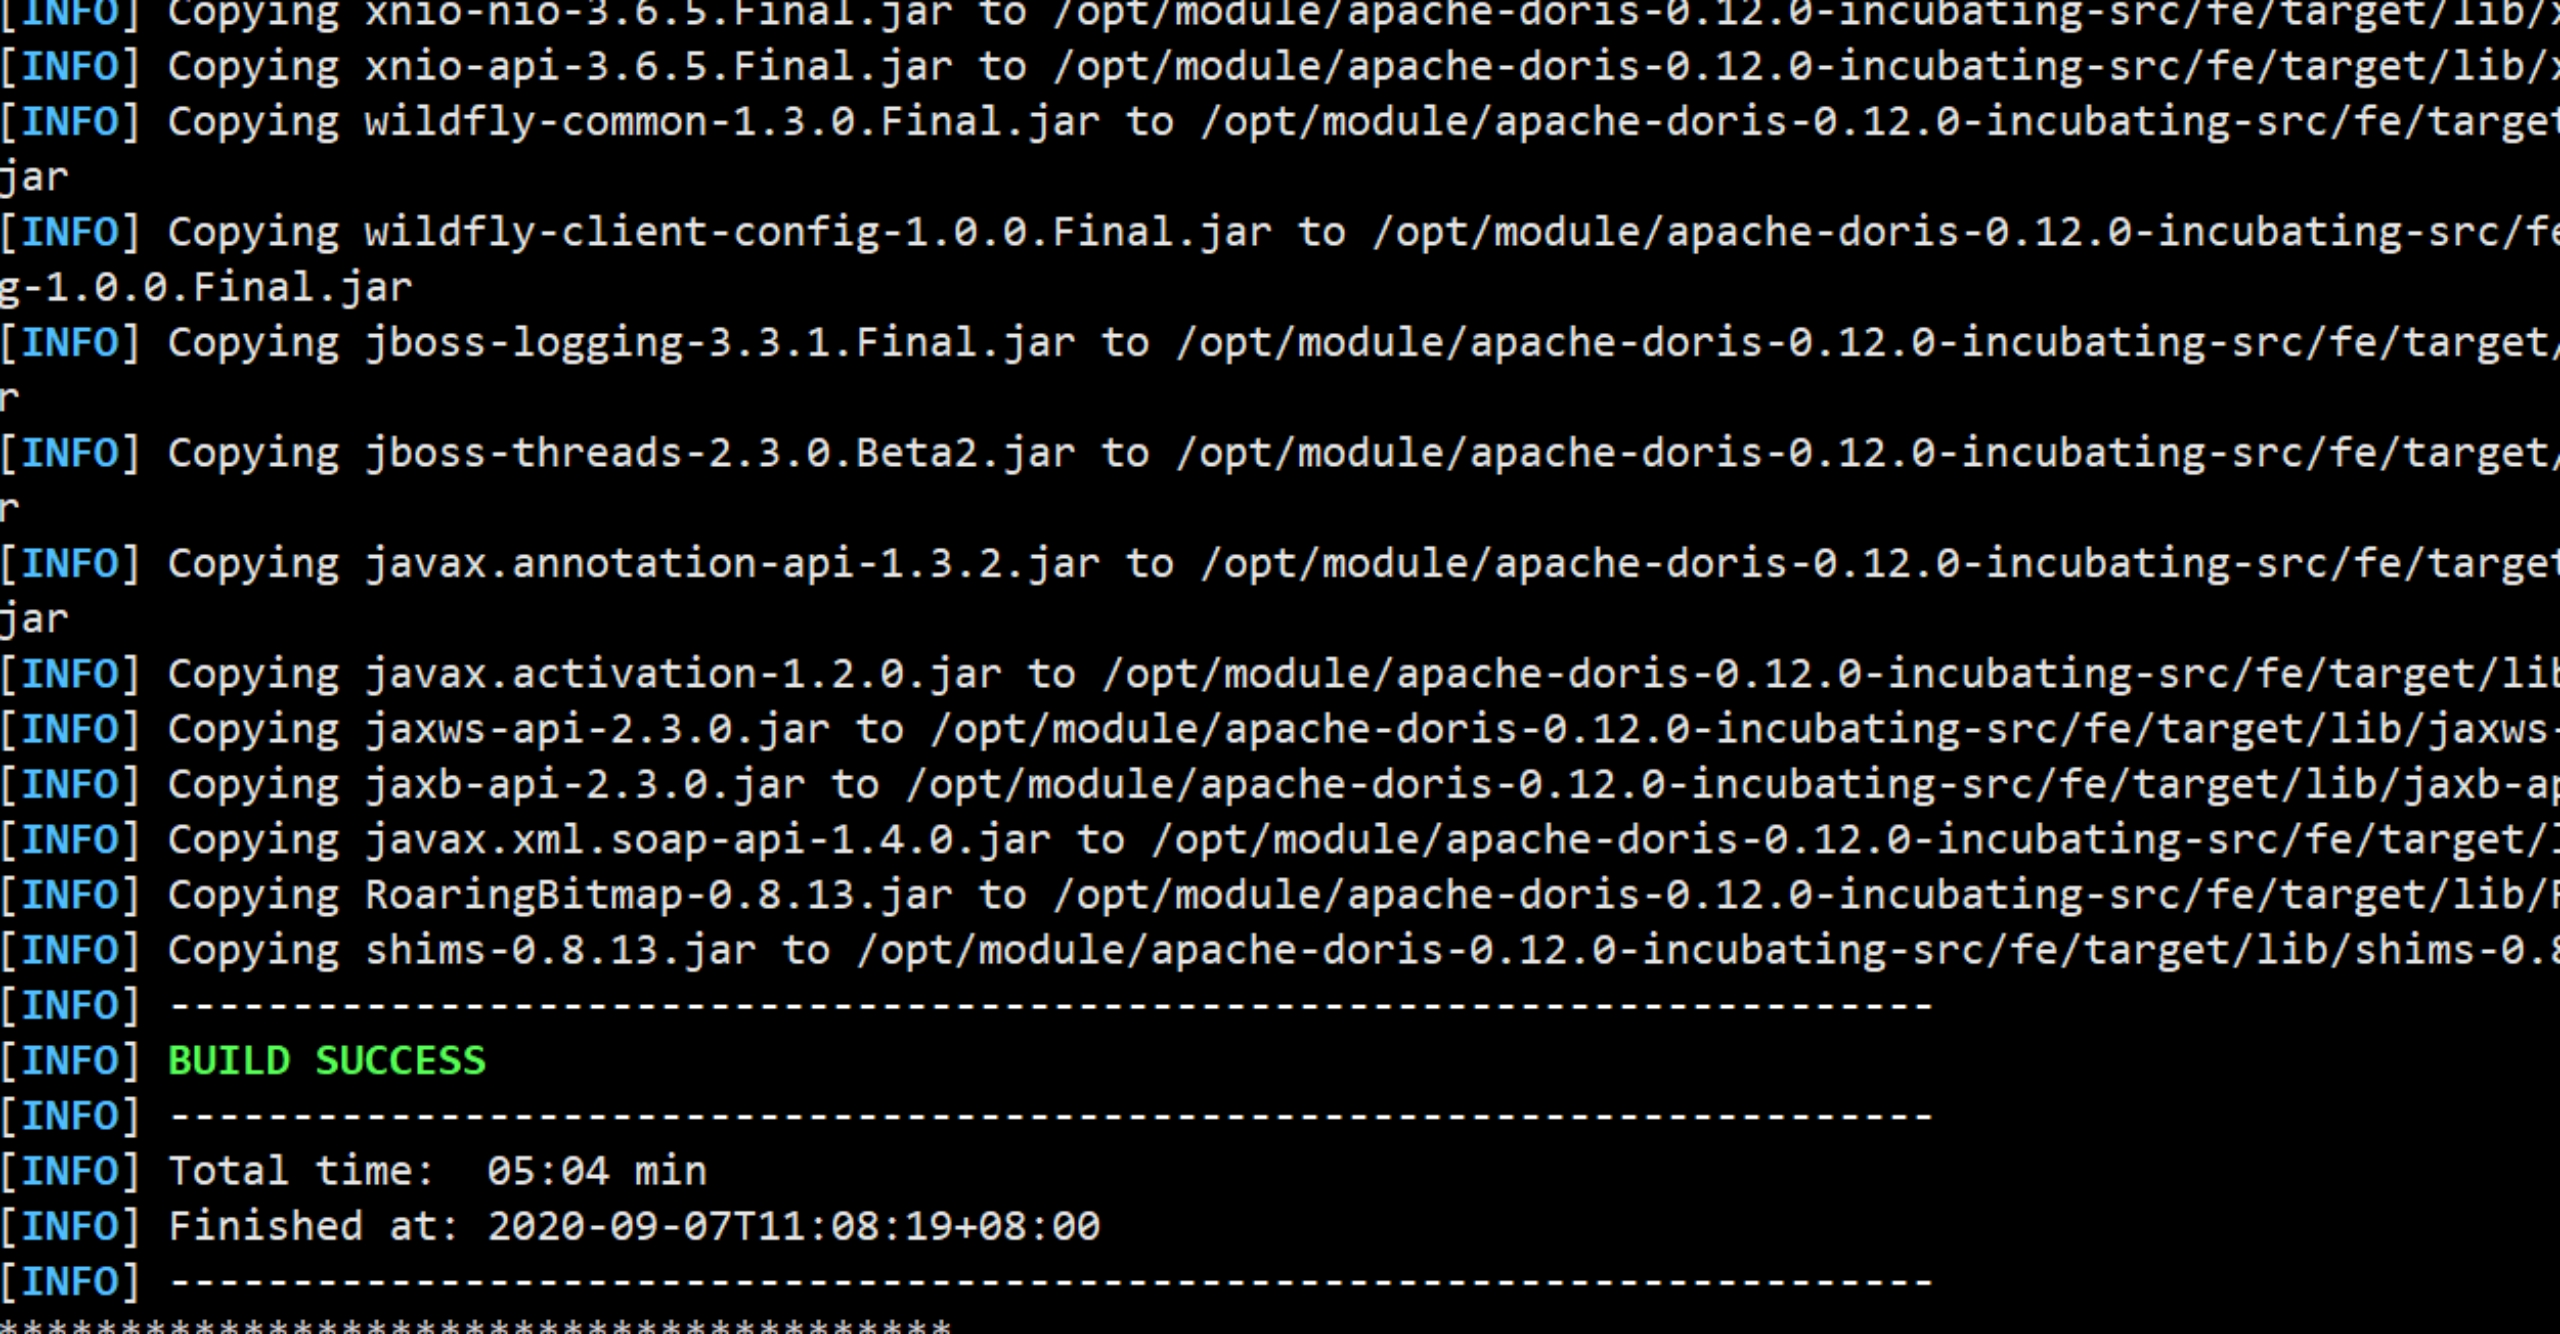 [INFO] Copying xnio-nio-3.6.5.Final.jar to /opt/module/apache-doris-0.12.0-incubating-src/fe/target/lib/x
[INFO] Copying xnio-api-3.6.5.Final.jar to /opt/module/apache-doris-0.12.0-incubating-src/fe/target/lib/x
[INFO] Copying wildfly-common-1.3.0.Final.jar to /opt/module/apache-doris-0.12.0-incubating-src/fe/target
jar
[INFO] Copying wildfly-client-config-1.0.0.Final.jar to /opt/module/apache-doris-0.12.0-incubating-src/fe
g-1.0.0.Final.jar
[INFO] Copying jboss-logging-3.3.1.Final.jar to /opt/module/apache-doris-0.12.0-incubating-src/fe/target/
r
[INFO] Copying jboss-threads-2.3.0.Beta2.jar to /opt/module/apache-doris-0.12.0-incubating-src/fe/target/
r
[INFO] Copying javax.annotation-api-1.3.2.jar to /opt/module/apache-doris-0.12.0-incubating-src/fe/target
jar
[INFO] Copying javax.activation-1.2.0.jar to /opt/module/apache-doris-0.12.0-incubating-src/fe/target/lib
[INFO] Copying jaxws-api-2.3.0.jar to /opt/module/apache-doris-0.12.0-incubating-src/fe/target/lib/jaxws-
[INFO] Copying jaxb-api-2.3.0.jar to /opt/module/apache-doris-0.12.0-incubating-src/fe/target/lib/jaxb-ap
[INFO] Copying javax.xml.soap-api-1.4.0.jar to /opt/module/apache-doris-0.12.0-incubating-src/fe/target/l
[INFO] Copying RoaringBitmap-0.8.13.jar to /opt/module/apache-doris-0.12.0-incubating-src/fe/target/lib/R
[INFO] Copying shims-0.8.13.jar to /opt/module/apache-doris-0.12.0-incubating-src/fe/target/lib/shims-0.8
[INFO] ------------------------------------------------------------------------
[INFO] BUILD SUCCESS
[INFO] ------------------------------------------------------------------------
[INFO] Total time:  05:04 min
[INFO] Finished at: 2020-09-07T11:08:19+08:00
[INFO] ------------------------------------------------------------------------
***************************************